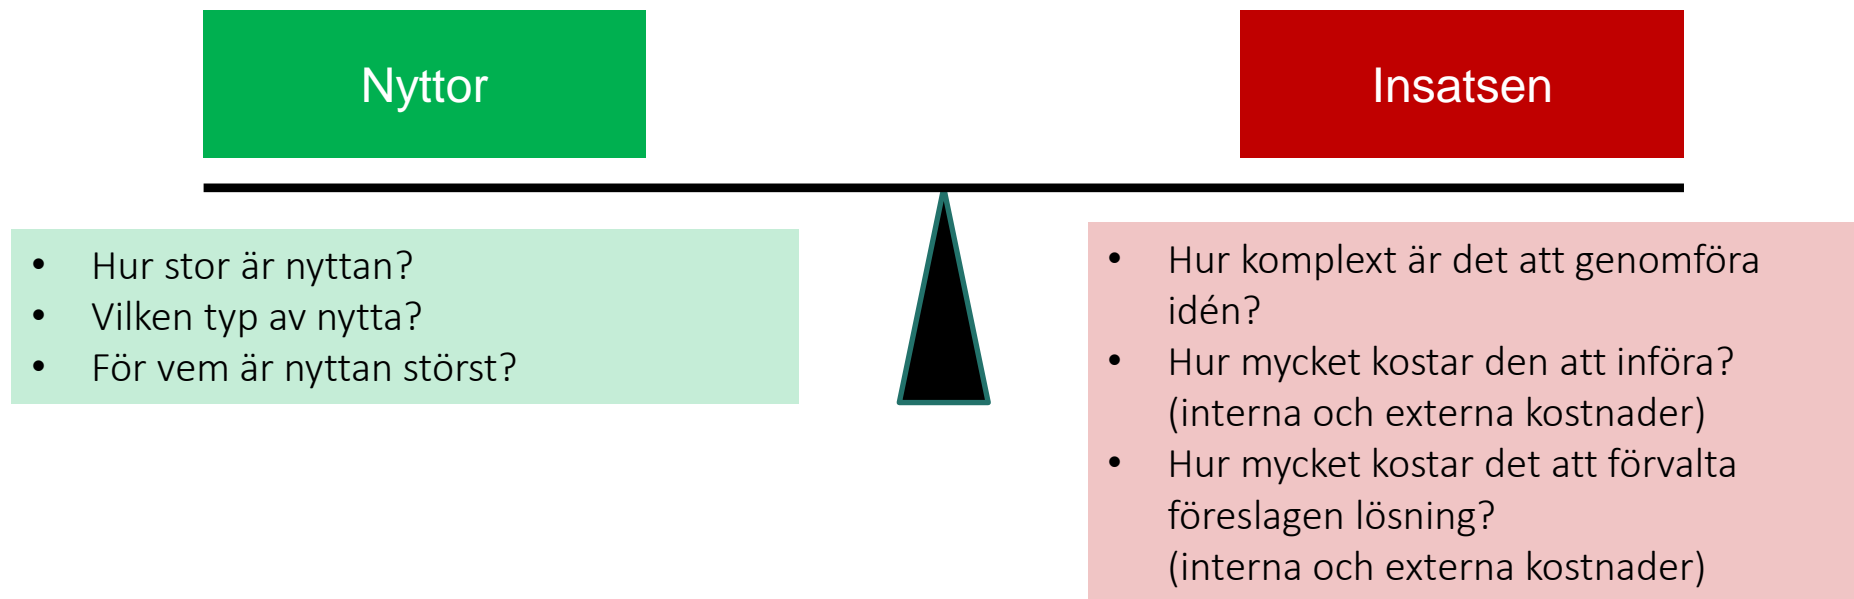 Nyttor
Insatsen
• Hur stor är nyttan?
• Vilken typ av nytta?
• För vem är nyttan störst?
• Hur komplext är det att genomföra
idén?
• Hur mycket kostar den att införa?
(interna och externa kostnader)
• Hur mycket kostar det att förvalta
föreslagen lösning?
(interna och externa kostnader)